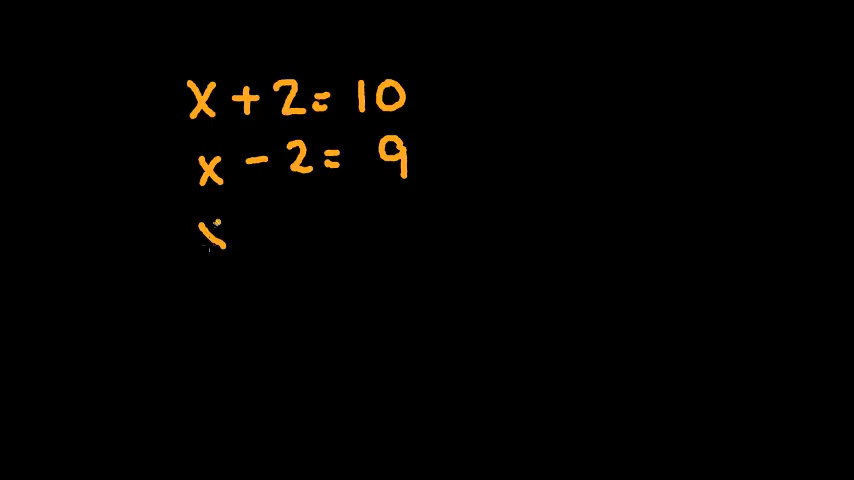 x + 2 = 10
x - 2 = 9